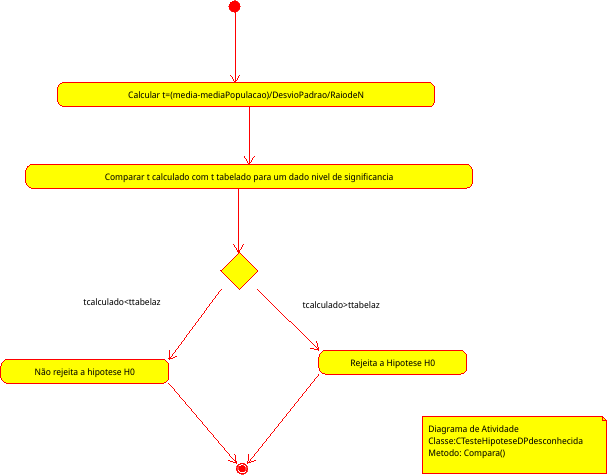 Calcular t=(media-mediaPopulacao)/DesvioPadrao/RaiodeN
Comparar t calculado com t tabelado para um dado nivel de significancia
tcalculado<ttabelaz
tcalculado>ttabelaz
Não rejeita a hipotese H0
Rejeita a Hipotese H0
Diagrama de Atividade
Classe:CTesteHipoteseDPdesconhecida
Metodo: Compara()